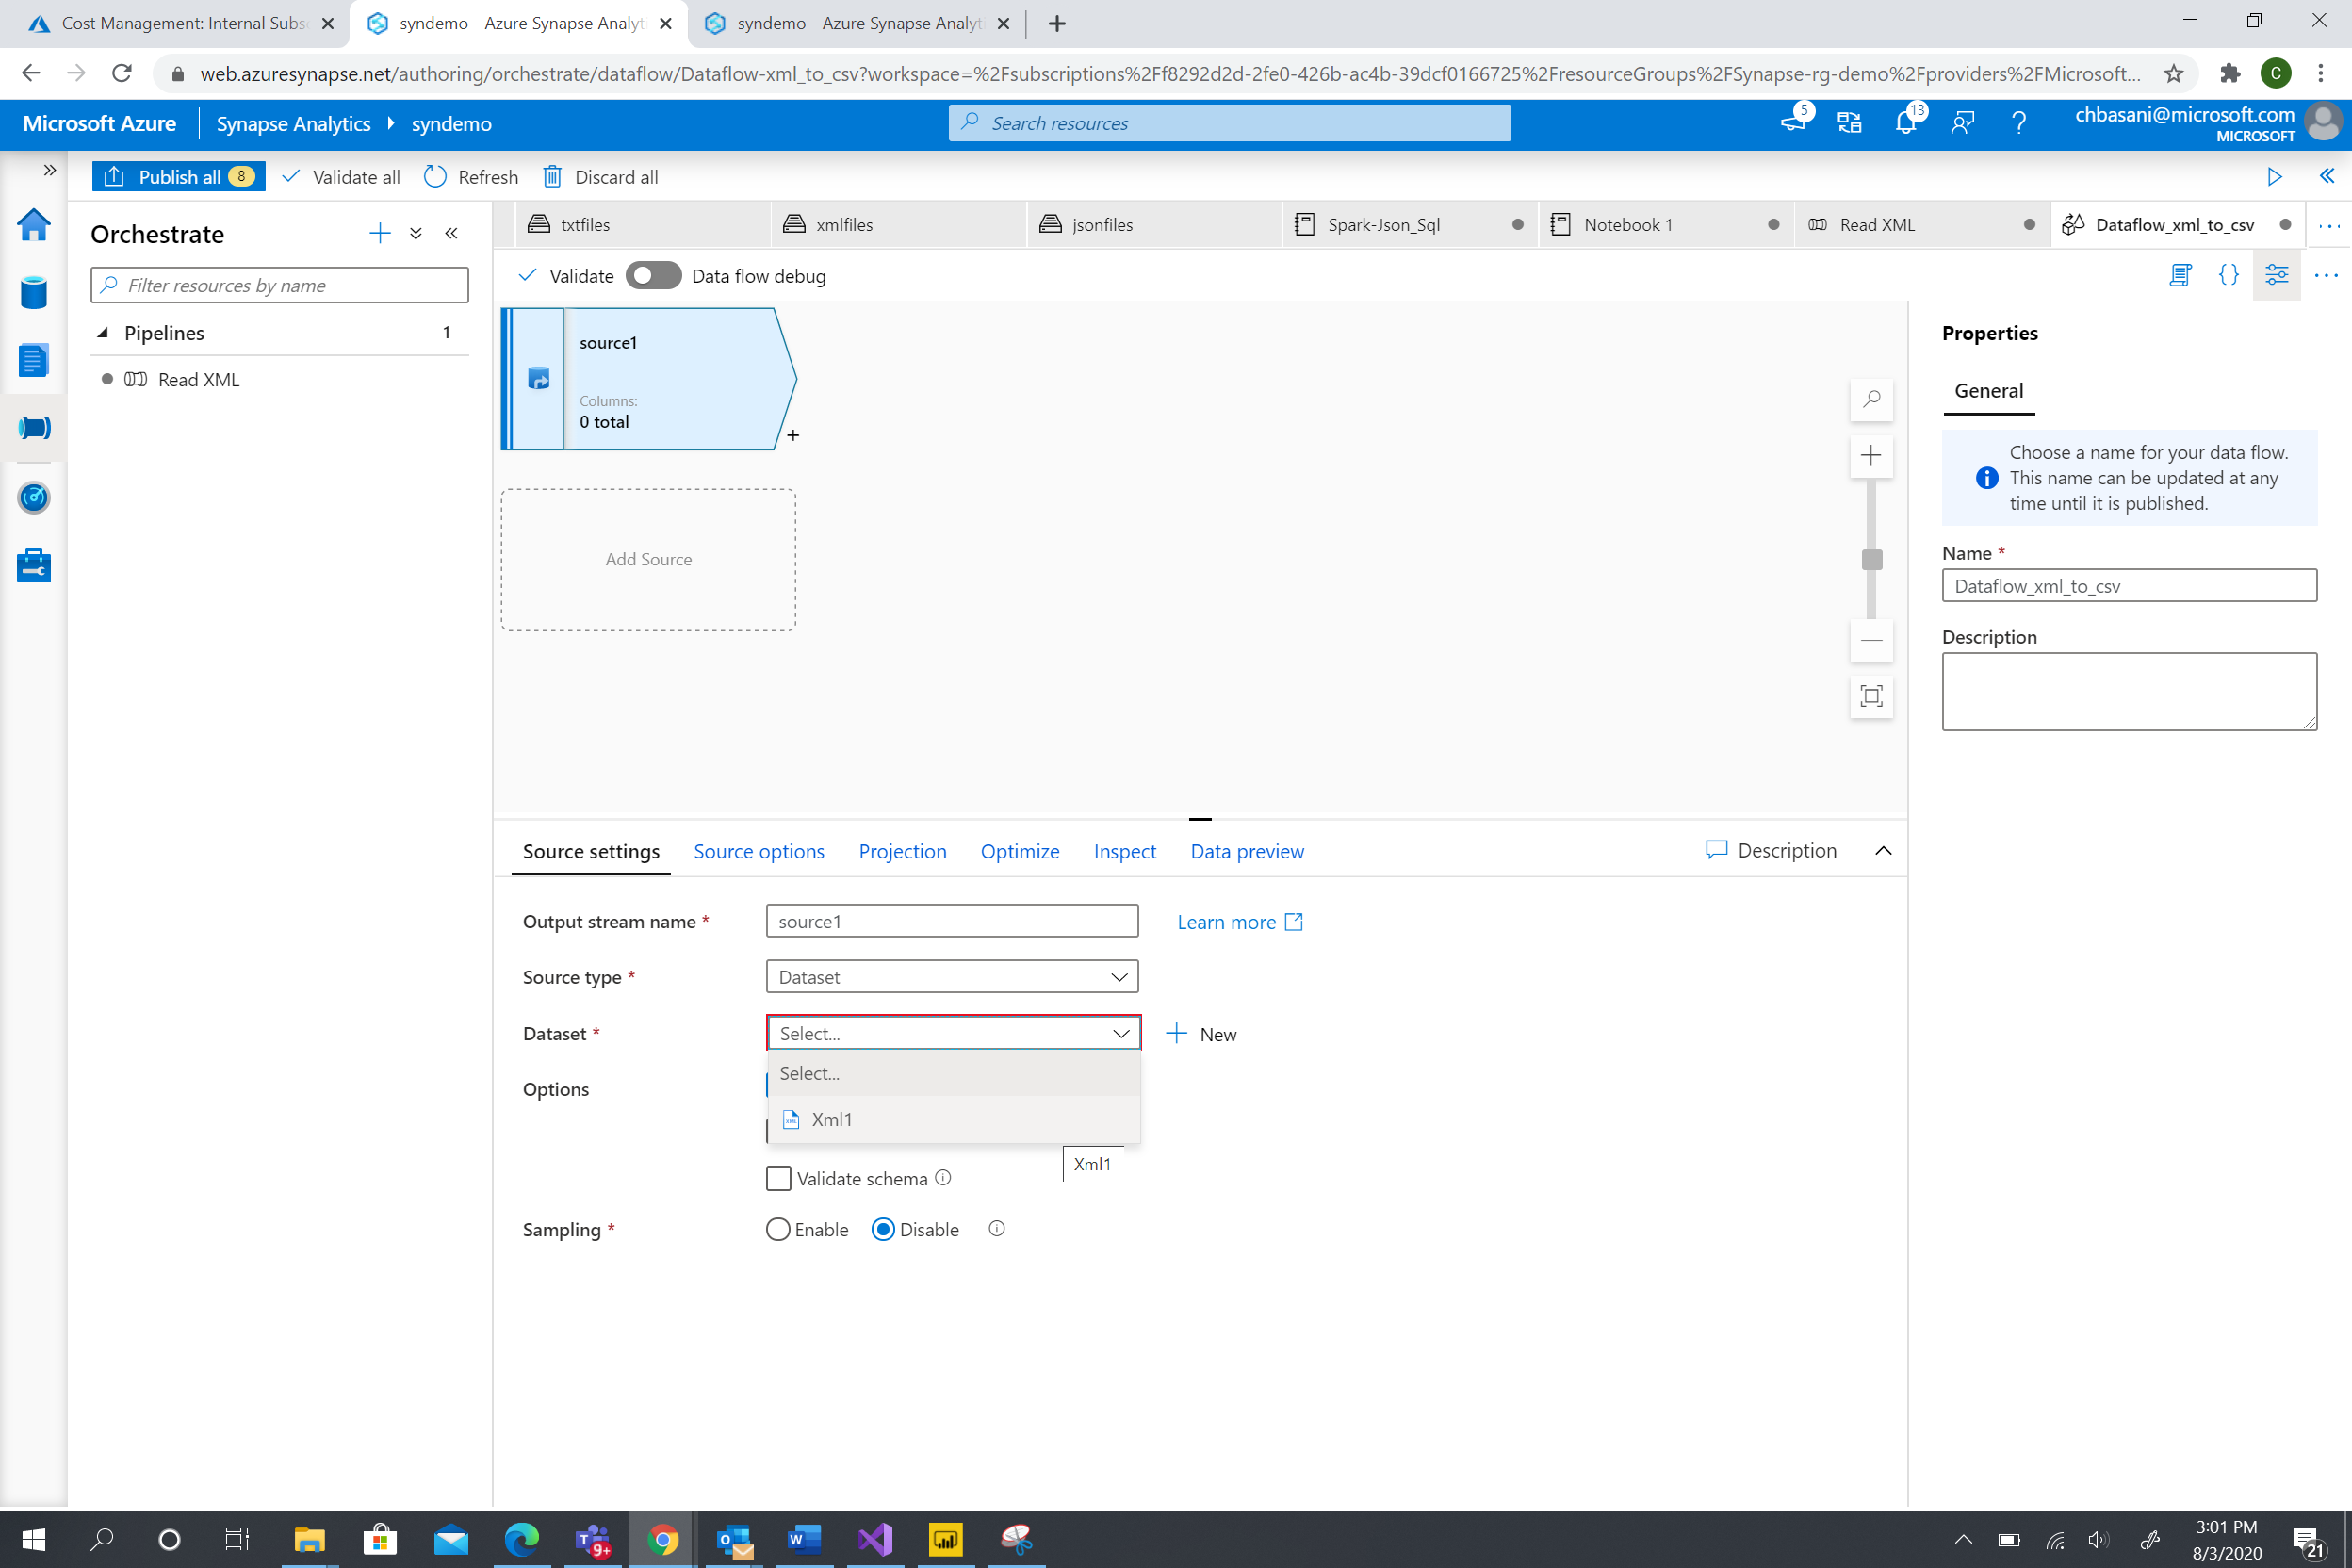 Cost Management: Internal Subs
syndemo - Azure Synapse Analyt
syndemo - Azure Synapse Analyt
web.azuresynapse.net/authoring/orchestrate/dataflow/Dataflow-xml_to_csv?workspace=%2Fsubscriptions%2Ff8292d2d-2fe0-426b-ac4b-39dcf0166725%2FresourceGroups%2FSynapse-rg-demo%2Fproviders%2FMicrosoft...
C
Microsoft Azure
Synapse Analytics
syndemo
Search resources
5
13
chbasani@microsoft.com
MICROSOFT
Publish all 8
Validate all
Refresh
Discard all
Orchestrate
Filter resources by name
Pipelines 1
Read XML
txtfiles
xmlfiles
jsonfiles
Spark-Json_Sql
Notebook 1
Read XML
Dataflow_xml_to_csv
Validate
Data flow debug
source1
Columns:
0 total
Add Source
Properties
General
Choose a name for your data flow.
This name can be updated at any
time until it is published.
Name *
Dataflow_xml_to_csv
Description
Source settings
Source options
Projection
Optimize
Inspect
Data preview
Description
Output stream name *
source1
Learn more
Source type *
Dataset
Dataset *
Select...
New
Select...
Options
Xml1
Xml1
Validate schema
Sampling *
Enable
Disable
9+
3:01 PM
8/3/2020
21